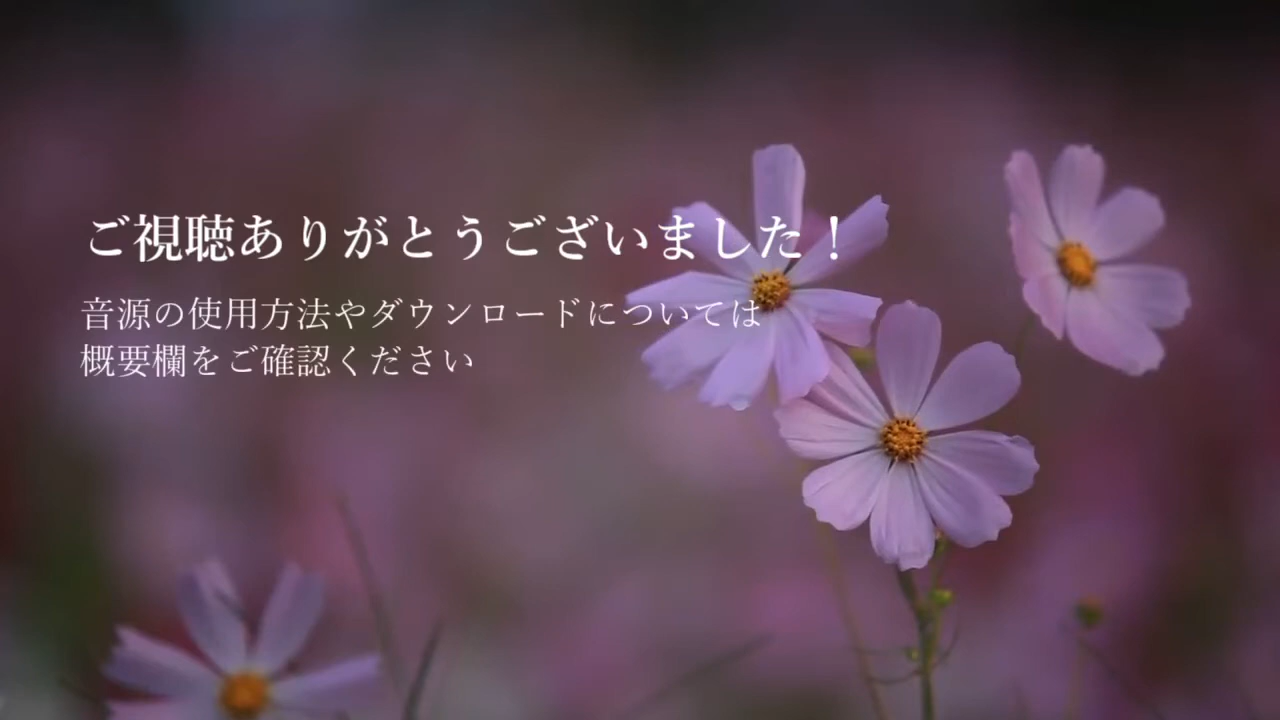 ご視聴ありがとうございました！
音源の使用方法やダウンロードについては
概要欄をご確認ください